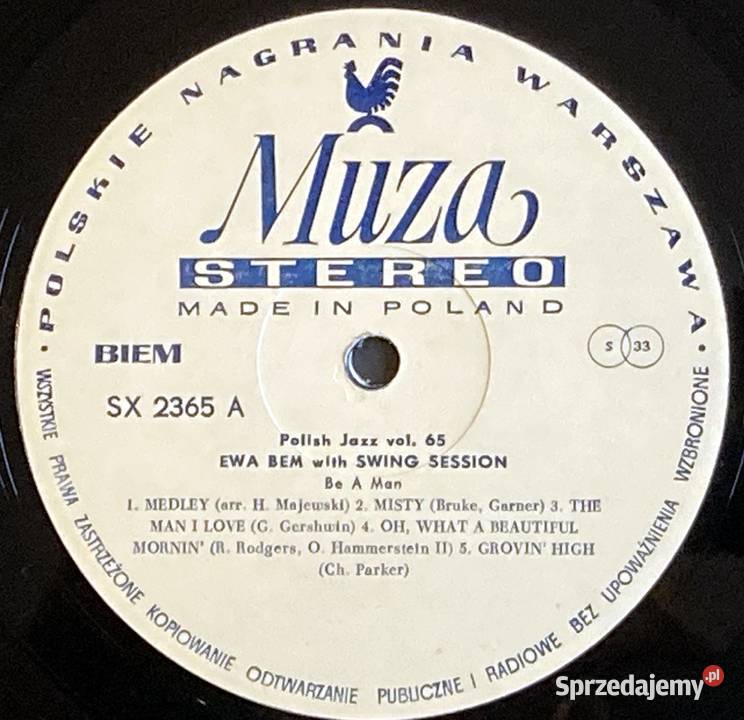 • POLSKIE NAGRANIA WARSZAWA •
Muza
STEREO
MADE IN POLAND
BIEM
S 33
SX 2365 A
Polish Jazz vol. 65
EWA BEM with SWING SESSION
Be A Man
1. MEDLEY (arr. H. Majewski) 2. MISTY (Bruke, Garner) 3. THE
MAN I LOVE (G. Gershwin) 4. OH, WHAT A BEAUTIFUL
MORNIN' (R. Rodgers, O. Hammerstein II) 5. GROVIN' HIGH
(Ch. Parker)
WSZYSTKIE PRAWA ZASTRZEŻONE KOPIOWANIE ODTWARZANIE PUBLICZNE I RADIOWE BEZ UPOWAŻNIENIA WZBRONIONE
Sprzedajemy.pl